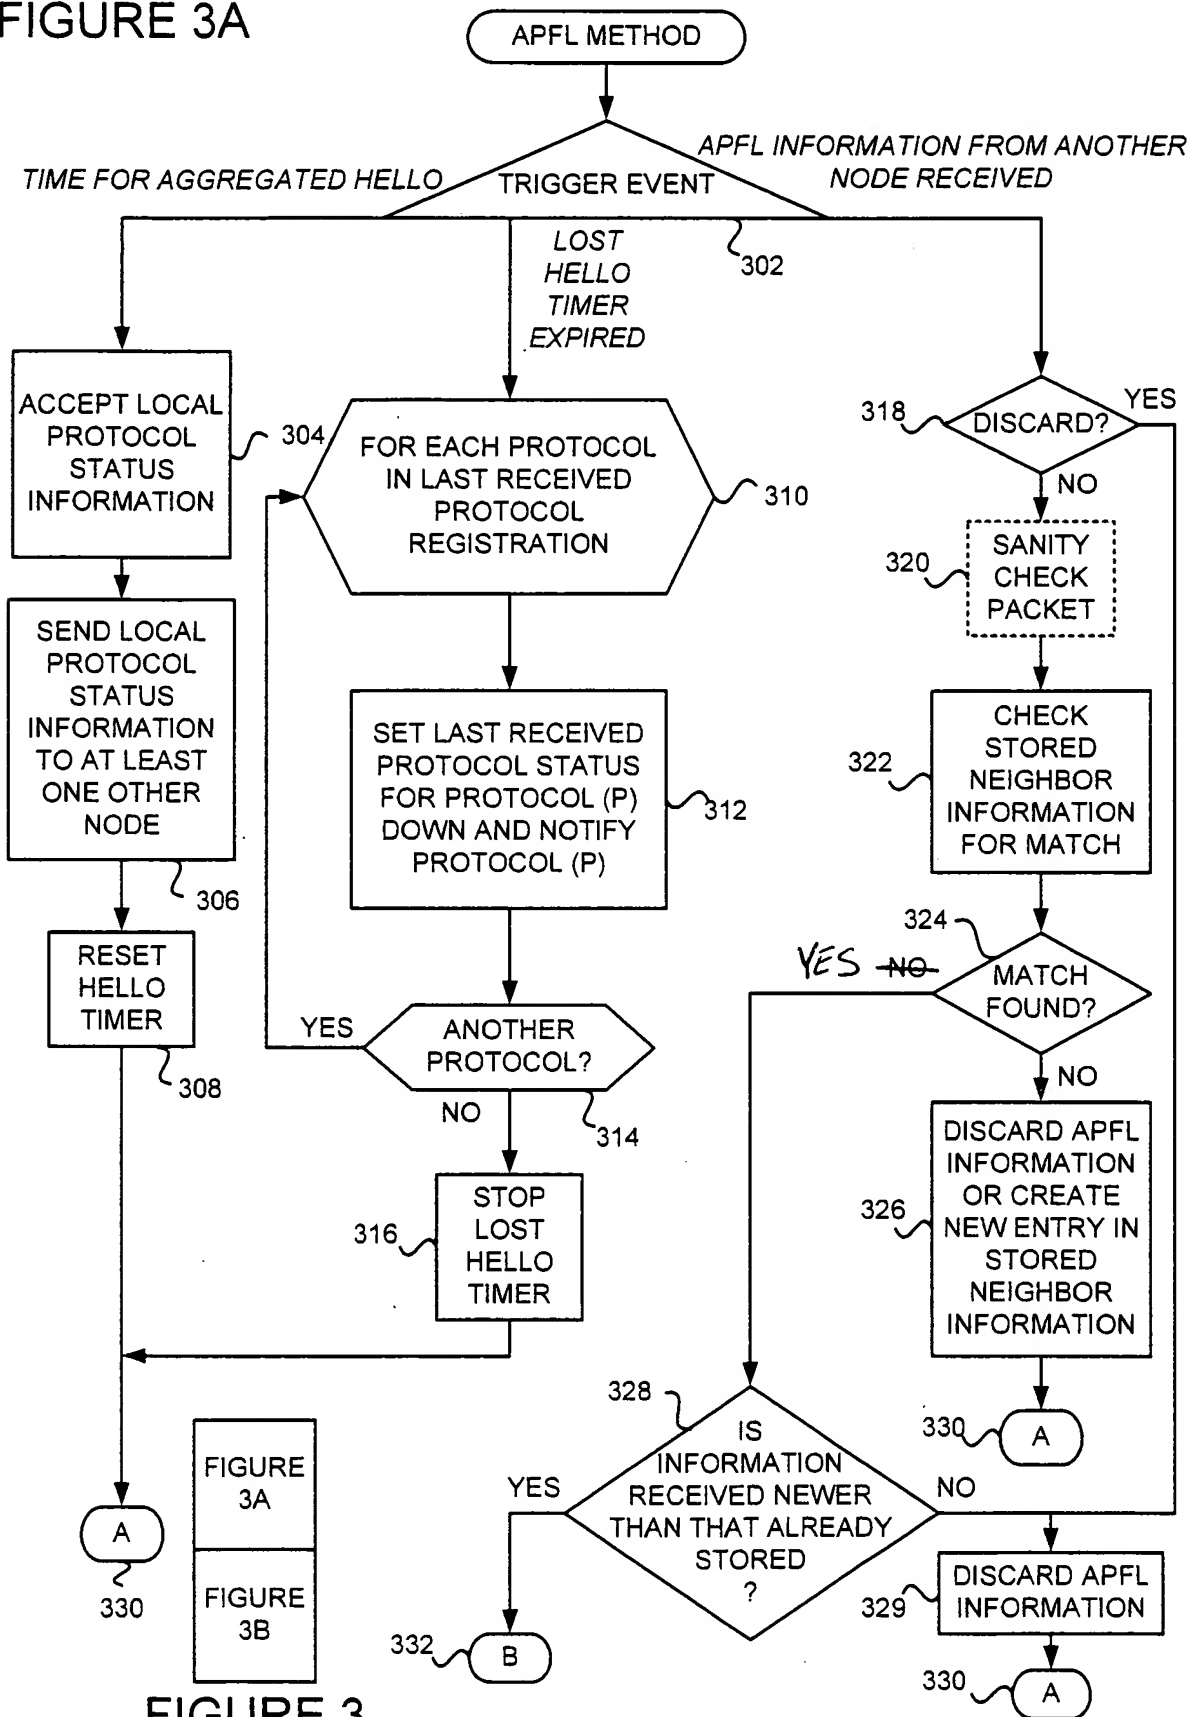 FIGURE 3A
APFL METHOD
TRIGGER EVENT
302
TIME FOR AGGREGATED HELLO
LOST
HELLO
TIMER
EXPIRED
APFL INFORMATION FROM ANOTHER
NODE RECEIVED
ACCEPT LOCAL
PROTOCOL
STATUS
INFORMATION
304
SEND LOCAL
PROTOCOL
STATUS
INFORMATION
TO AT LEAST
ONE OTHER
NODE
306
RESET
HELLO
TIMER
308
A
330
FOR EACH PROTOCOL
IN LAST RECEIVED
PROTOCOL
REGISTRATION
310
SET LAST RECEIVED
PROTOCOL STATUS
FOR PROTOCOL (P)
DOWN AND NOTIFY
PROTOCOL (P)
312
ANOTHER
PROTOCOL?
314
YES
NO
STOP
LOST
HELLO
TIMER
316
DISCARD?
318
YES
NO
SANITY
CHECK
PACKET
320
CHECK
STORED
NEIGHBOR
INFORMATION
FOR MATCH
322
MATCH
FOUND?
324
YES NO
NO
DISCARD APFL
INFORMATION
OR CREATE
NEW ENTRY IN
STORED
NEIGHBOR
INFORMATION
326
330
A
328
IS
INFORMATION
RECEIVED NEWER
THAN THAT ALREADY
STORED
?
YES
NO
332
B
DISCARD APFL
INFORMATION
329
330
A
FIGURE
3A
FIGURE
3B
FIGURE 3